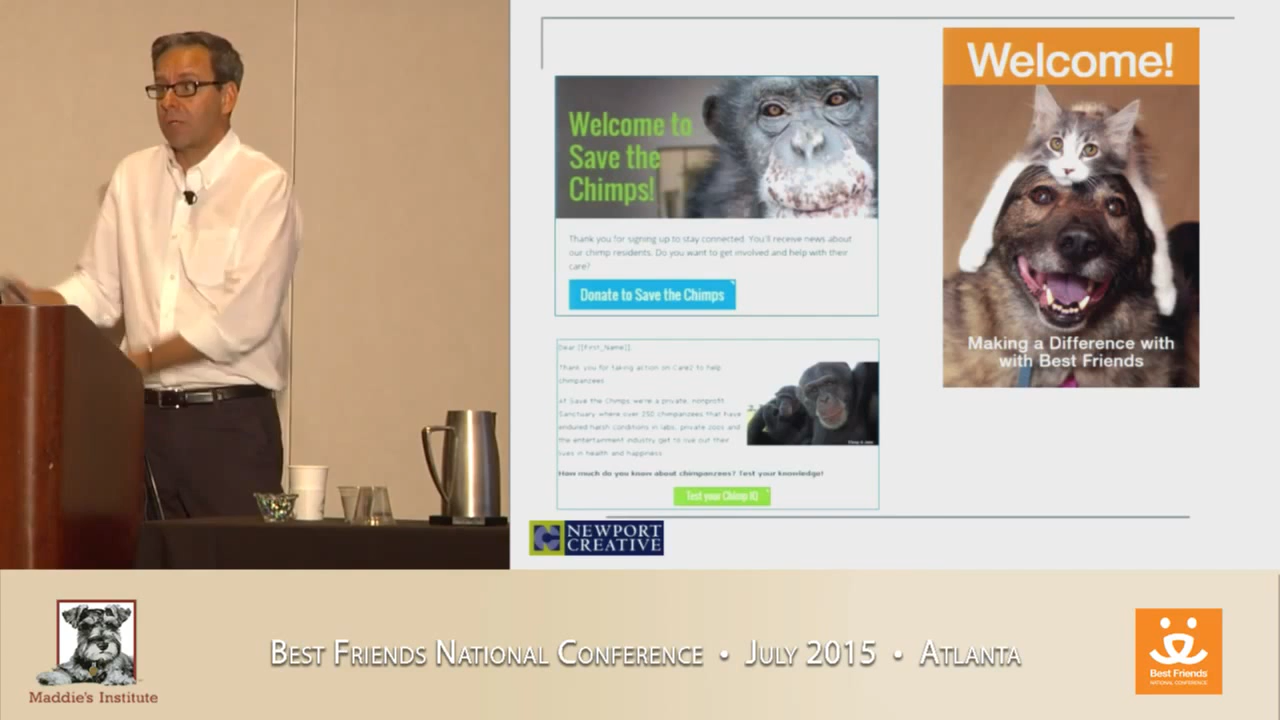 Welcome to
Save the
Chimps!
Thank you for signing up to stay connected. You'll receive news about
our chimp residents. Do you want to get involved and help with their
care?
Donate to Save the Chimps
Dear [[First_Name]],
Thank you for taking action on Care2 to help
chimpanzees
At Save the Chimps we're a private, nonprofit
Sanctuary where over 250 chimpanzees that have
endured harsh conditions in labs, private zoos and
the entertainment industry get to live out their
lives in health and happiness
How much do you know about chimpanzees? Test your knowledge!
Test your Chimp IQ
NEWPORT
CREATIVE
Welcome!
Making a Difference with
with Best Friends
Maddie's Institute
Best Friends National Conference • July 2015 • Atlanta
Best Friends
NATIONAL CONFERENCE